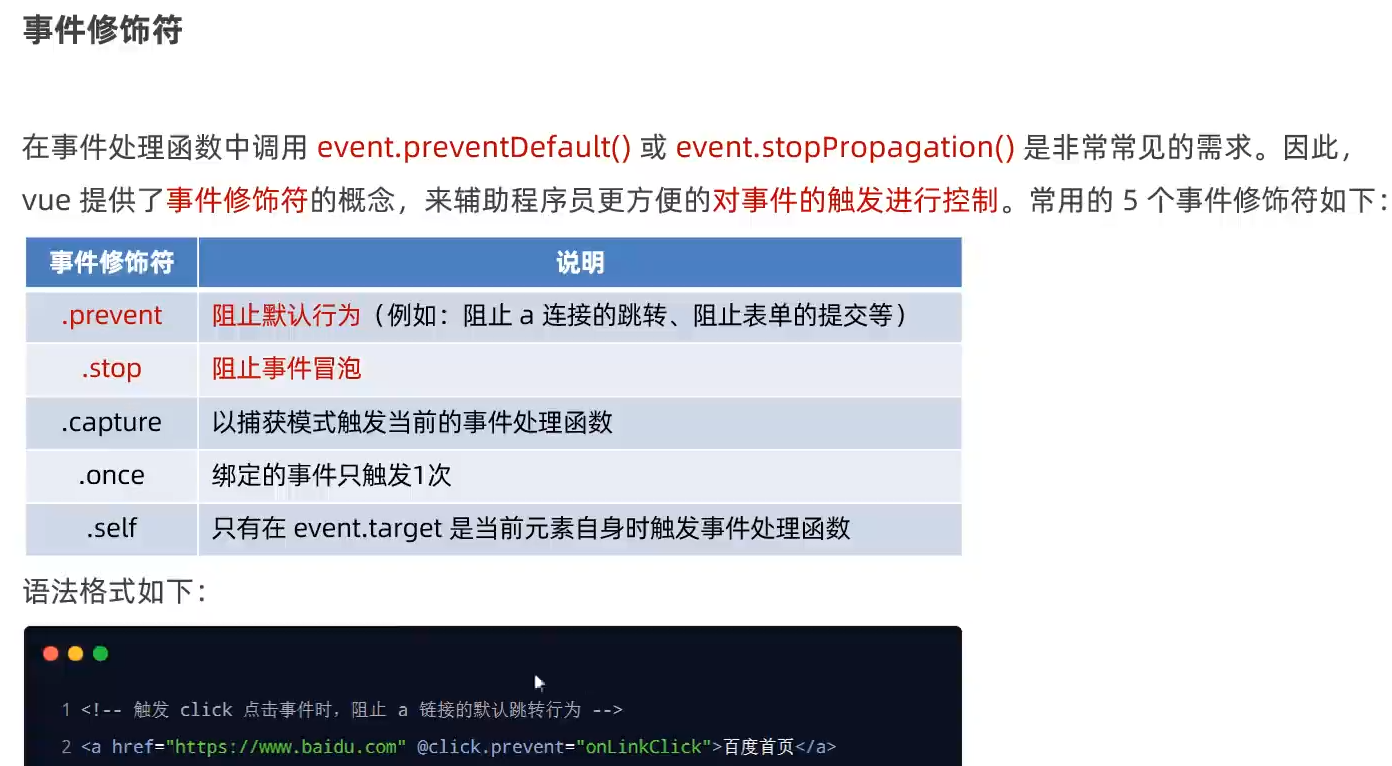 事件修饰符
在事件处理函数中调用 event.preventDefault() 或 event.stopPropagation() 是非常常见的需求。因此，
vue 提供了事件修饰符的概念，来辅助程序员更方便的对事件的触发进行控制。常用的 5 个事件修饰符如下：
事件修饰符 说明
.prevent 阻止默认行为（例如：阻止 a 连接的跳转、阻止表单的提交等）
.stop 阻止事件冒泡
.capture 以捕获模式触发当前的事件处理函数
.once 绑定的事件只触发1次
.self 只有在 event.target 是当前元素自身时触发事件处理函数
语法格式如下：
1 <!-- 触发 click 点击事件时，阻止 a 链接的默认跳转行为 -->
2 <a href="https://www.baidu.com" @click.prevent="onLinkClick">百度首页</a>